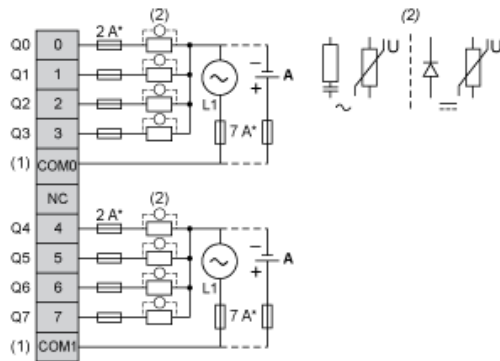 (2) (2)
Q0 0 2 A*
Q1 1
Q2 2
Q3 3
L1 A
7 A*
(1) COM0
NC
(2)
Q4 4 2 A*
Q5 5
Q6 6
Q7 7
L1 A
7 A*
(1) COM1
U U